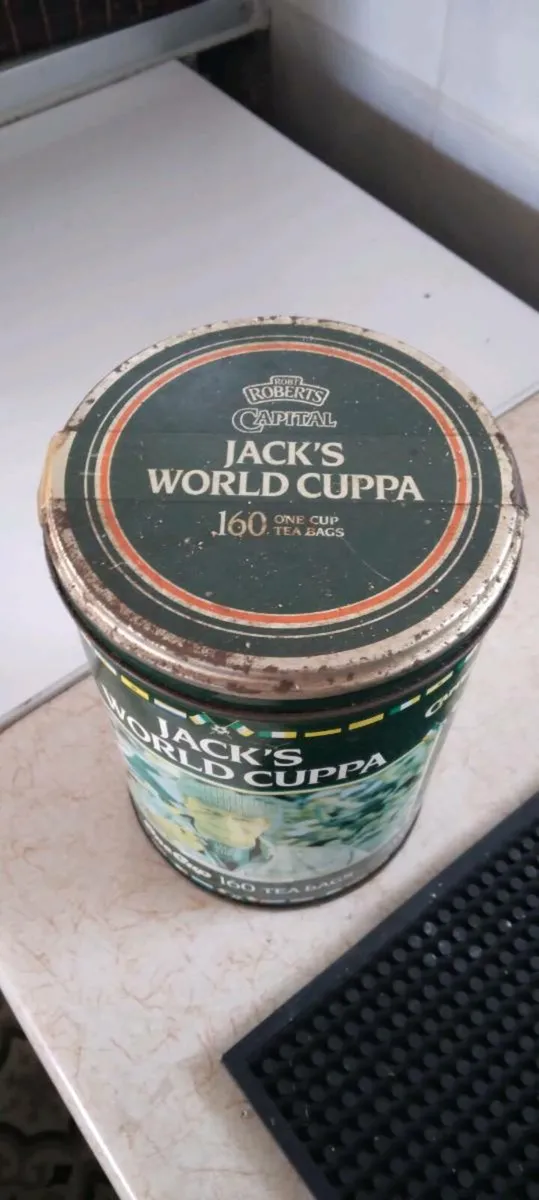 ROBT
ROBERTS
CAPITAL
JACK'S
WORLD CUPPA
160 ONE CUP
TEA BAGS
JACK'S
WORLD CUPPA
One Cup 160 TEA BAGS